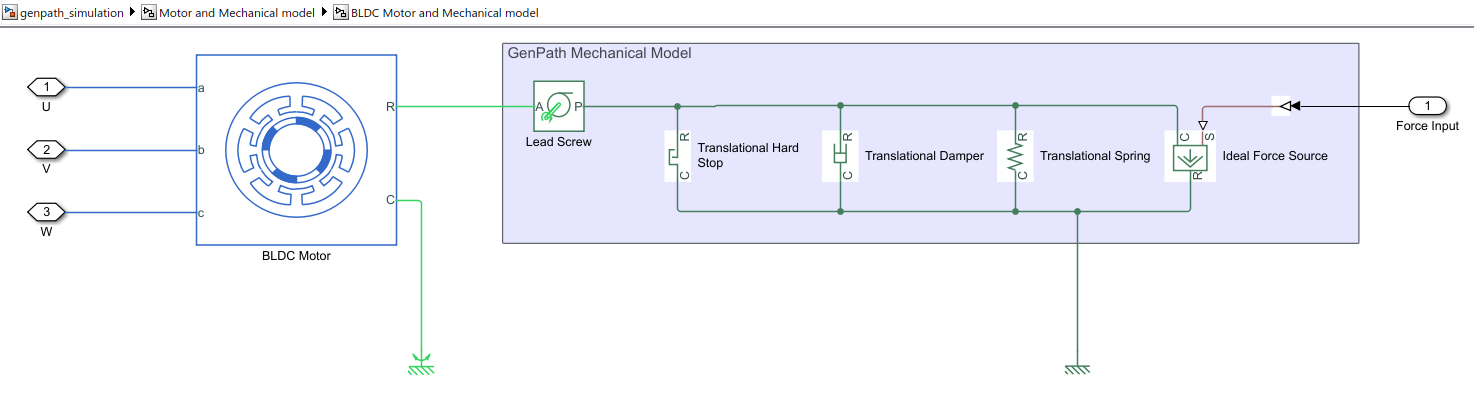 genpath_simulation Motor and Mechanical model BLDC Motor and Mechanical model
GenPath Mechanical Model
1
U
2
V
3
W
a
b
c
R
C
BLDC Motor
A
P
Lead Screw
R
C
Translational Hard
Stop
R
C
Translational Damper
R
C
Translational Spring
C
S
R
Ideal Force Source
1
Force Input